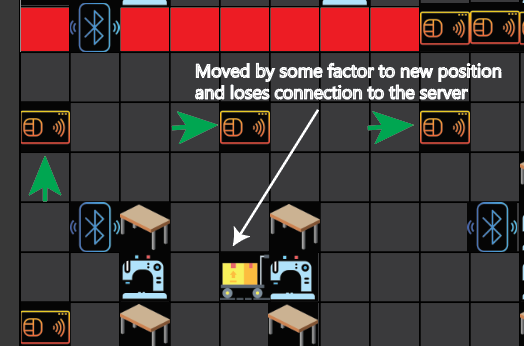 Moved by some factor to new position
and loses connection to the server